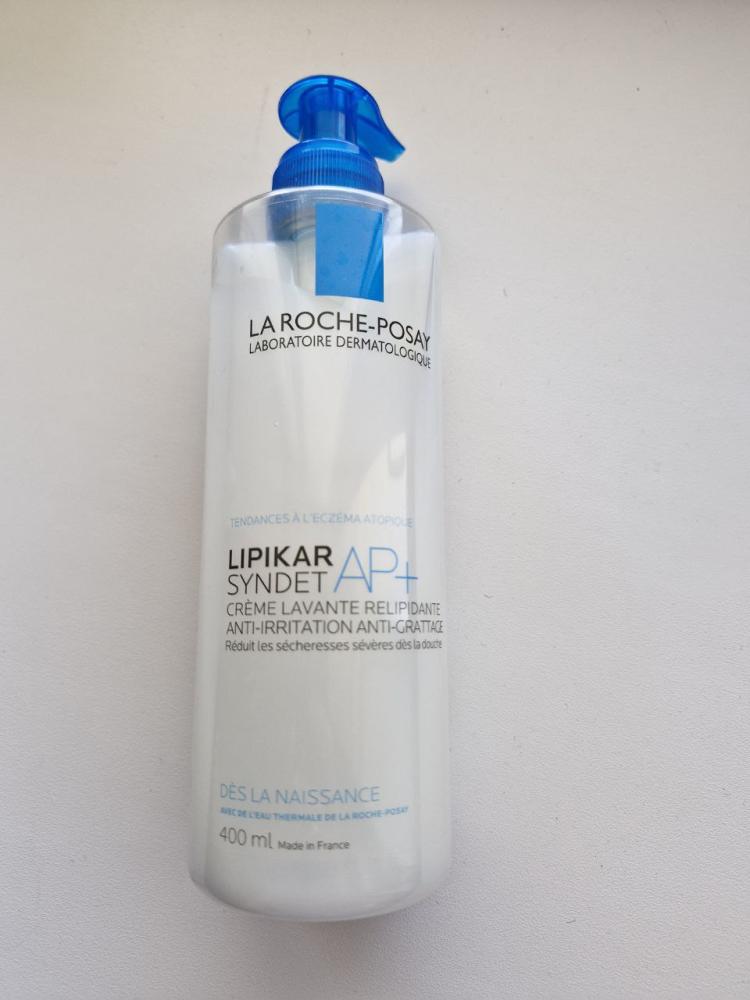 LA ROCHE-POSAY
LABORATOIRE DERMATOLOGIQUE
TENDANCES À L'ECZÉMA ATOPIQUE
LIPIKAR
SYNDET AP+
CRÈME LAVANTE RELIPIDANTE
ANTI-IRRITATION ANTI-GRATTAGE
Réduit les sécheresses sévères dès la douche
DÈS LA NAISSANCE
AVEC DE L'EAU THERMALE DE LA ROCHE-POSAY
400 ml Made in France